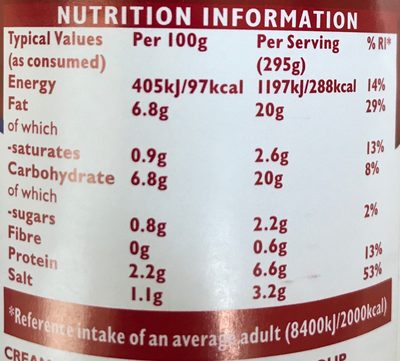 NUTRITION INFORMATION
Typical Values Per 100g Per Serving % RI*
(as consumed) (295g)
Energy 405kJ/97kcal 1197kJ/288kcal 14%
Fat 6.8g 20g 29%
of which
-saturates 0.9g 2.6g 13%
Carbohydrate 6.8g 20g 8%
of which
-sugars 0.8g 2.2g 2%
Fibre 0g 0.6g
Protein 2.2g 6.6g 13%
Salt 1.1g 3.2g 53%
*Reference intake of an average adult (8400kJ/2000kcal)